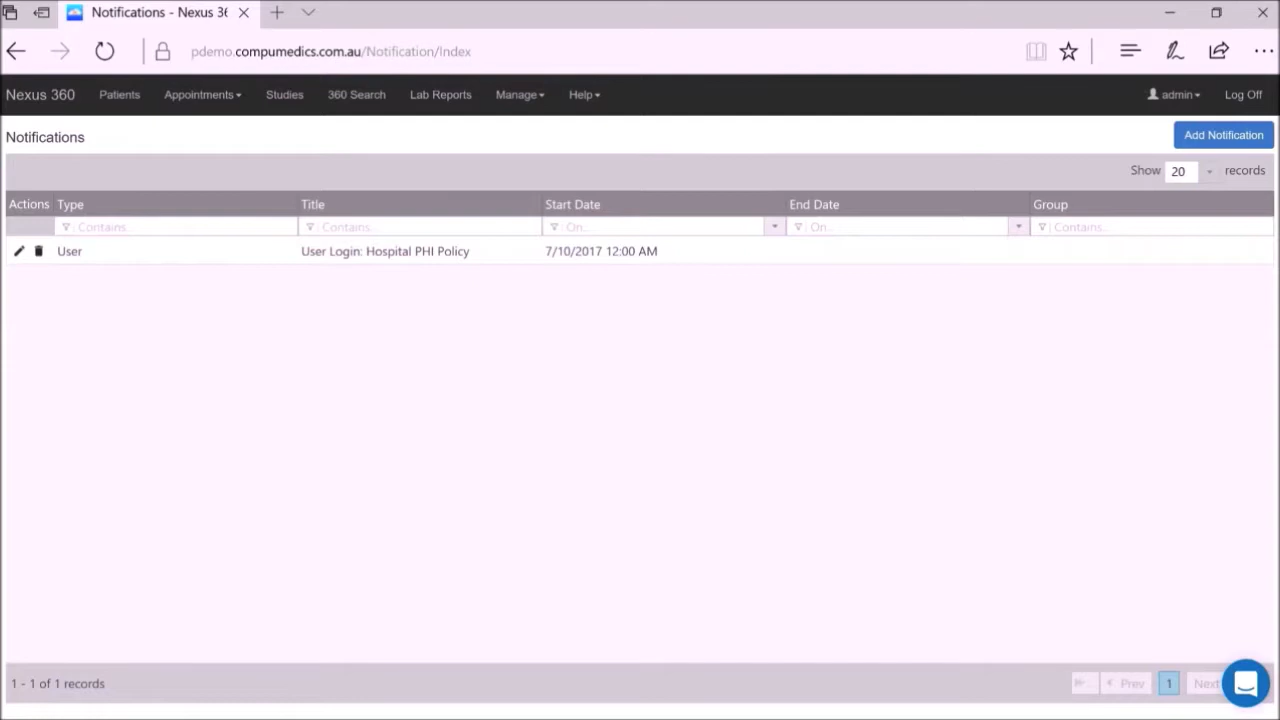 Notifications - Nexus 36
pdemo.compumedics.com.au/Notification/Index
Nexus 360 Patients Appointments Studies 360 Search Lab Reports Manage Help admin Log Off
Notifications Add Notification
Show 20 records
Actions Type Title Start Date End Date Group
Contains... Contains... On... On... Contains...
User User Login: Hospital PHI Policy 7/10/2017 12:00 AM
1 - 1 of 1 records Prev 1 Next